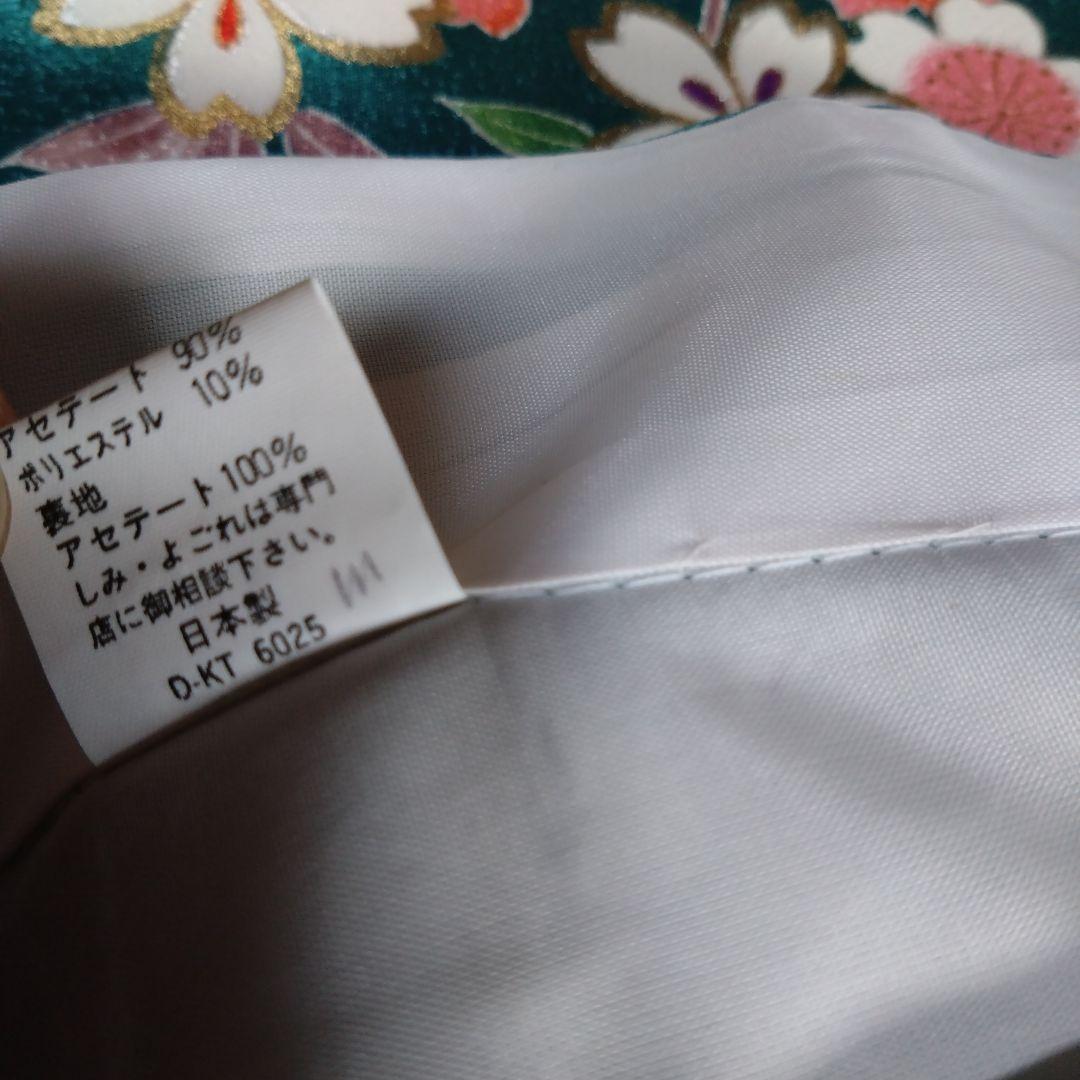 アセテート 90%
ポリエステル 10%
裏地
アセテート100%
しみ・よごれは専門
店に御相談下さい。
日本製
D-KT 6025